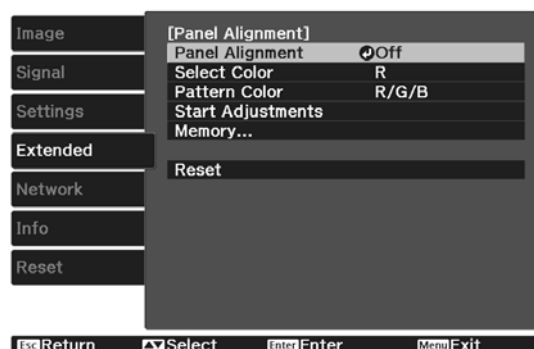 Image
Signal
Settings
Extended
Network
Info
Reset
[Panel Alignment]
Panel Alignment Off
Select Color R
Pattern Color R/G/B
Start Adjustments
Memory...
Reset
Esc Return Select Enter Enter Menu Exit